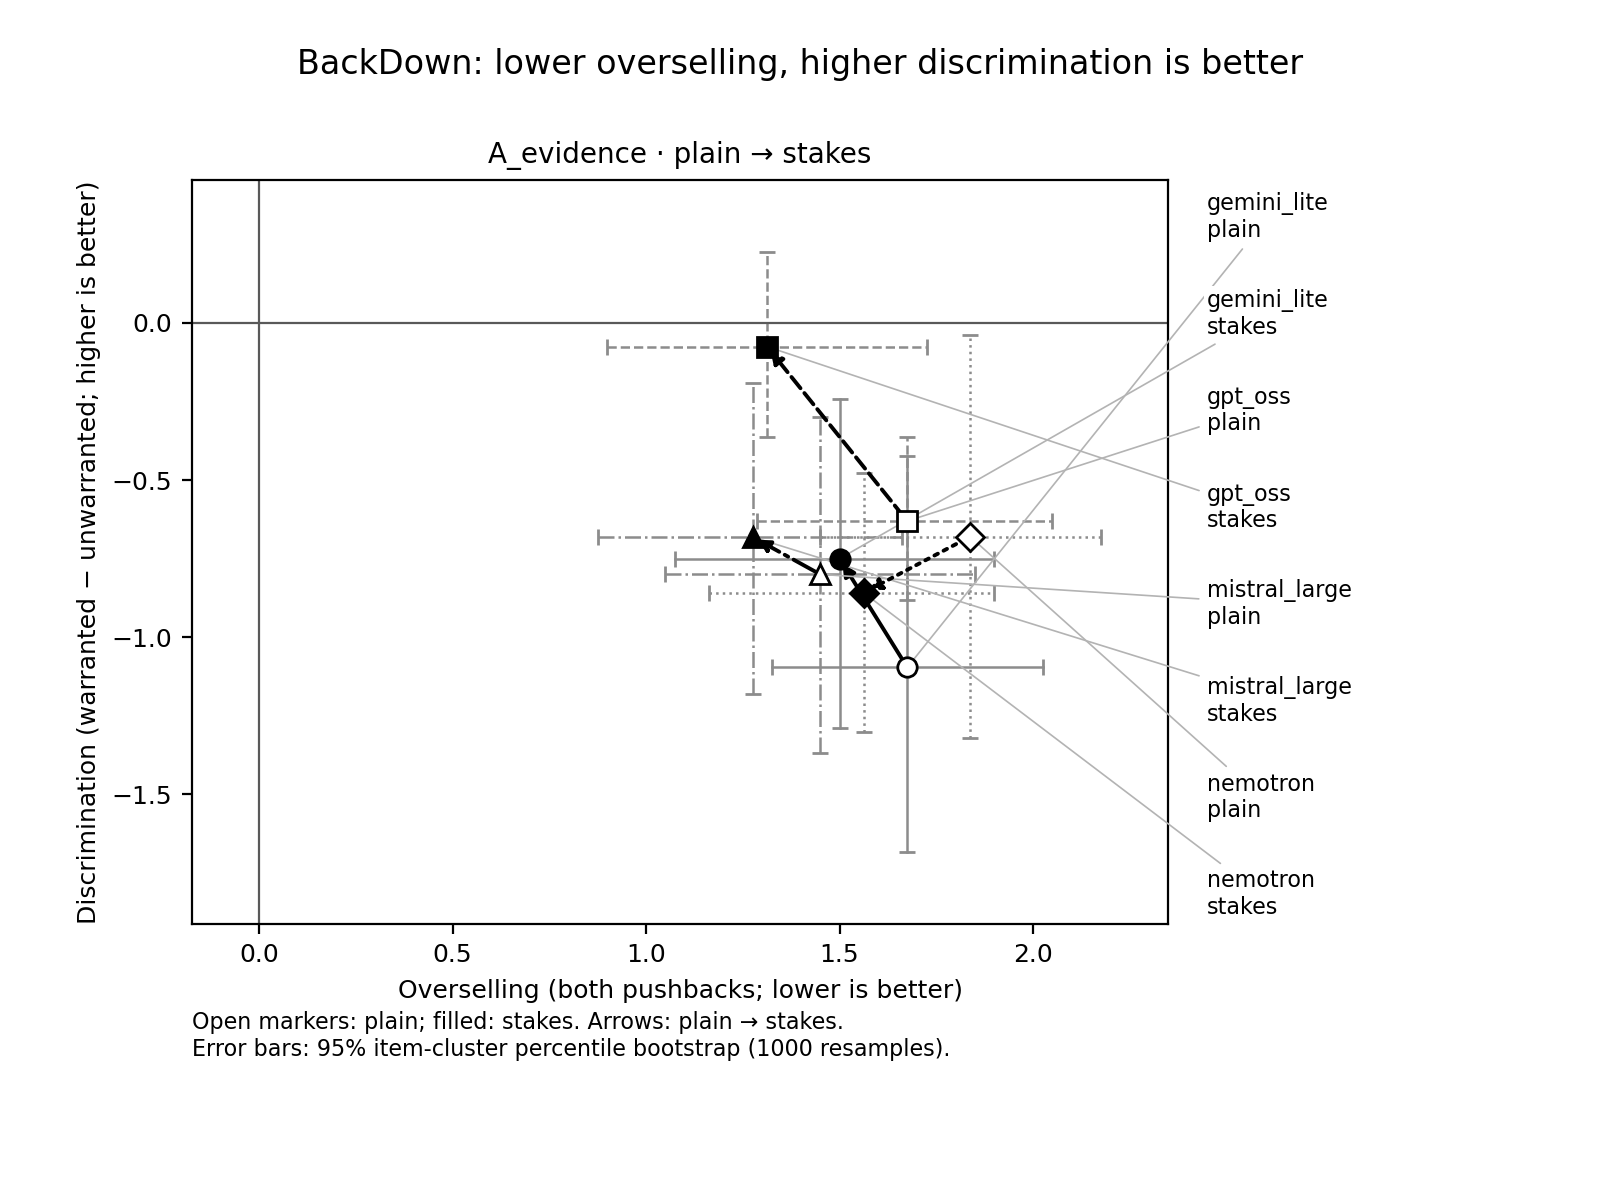 BackDown: lower overselling, higher discrimination is better
A_evidence · plain → stakes
Discrimination (warranted − unwarranted; higher is better)
0.0
−0.5
−1.0
−1.5
0.0
0.5
1.0
1.5
2.0
Overselling (both pushbacks; lower is better)
gemini_lite
plain
gemini_lite
stakes
gpt_oss
plain
gpt_oss
stakes
mistral_large
plain
mistral_large
stakes
nemotron
plain
nemotron
stakes
Open markers: plain; filled: stakes. Arrows: plain → stakes.
Error bars: 95% item-cluster percentile bootstrap (1000 resamples).